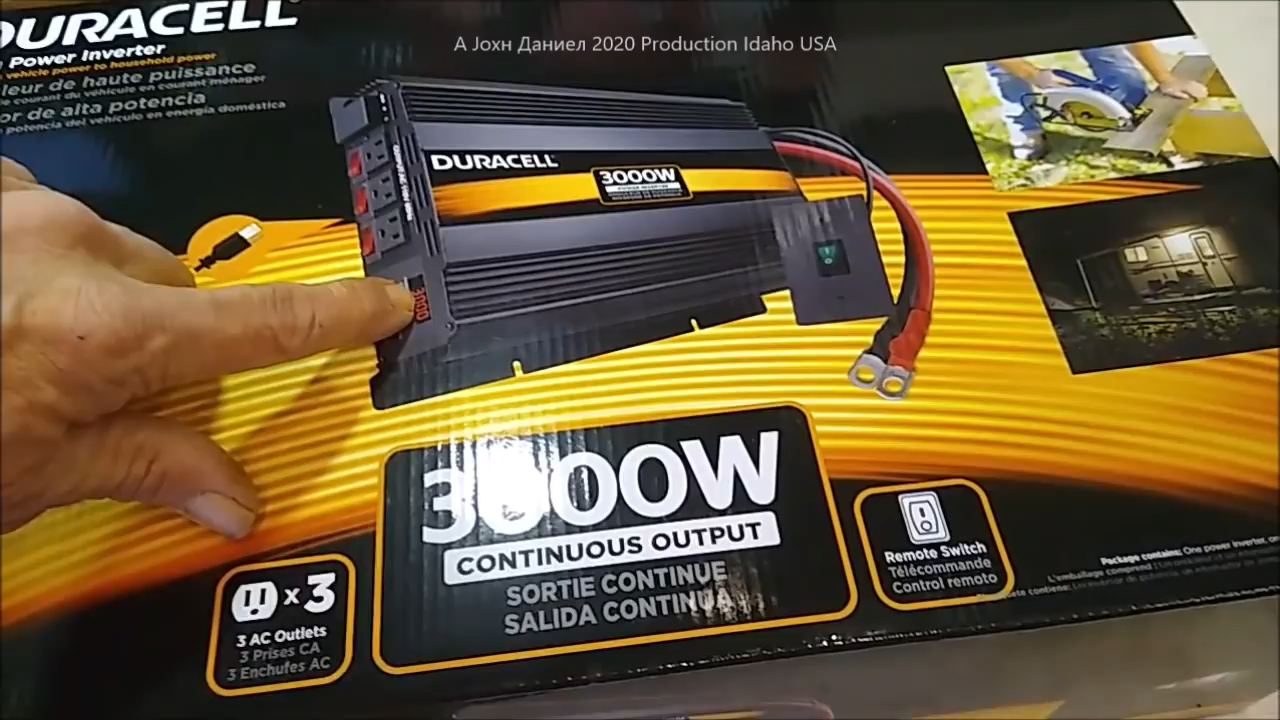 DURACELL
Power Inverter
vehicle power to household power
leur de haute puissance
courant du véhicule en courant ménager
or de alta potencia
potencia del vehículo en energía doméstica
А Јохн Даниел 2020 Production Idaho USA
DURACELL
3000W
POWER INVERTER
3000W
CONTINUOUS OUTPUT
SORTIE CONTINUE
SALIDA CONTINUA
x 3
3 AC Outlets
3 Prises CA
3 Enchufes AC
Remote Switch
Télécommande
Control remoto
Package contains: One power inverter,
L'emballage comprend